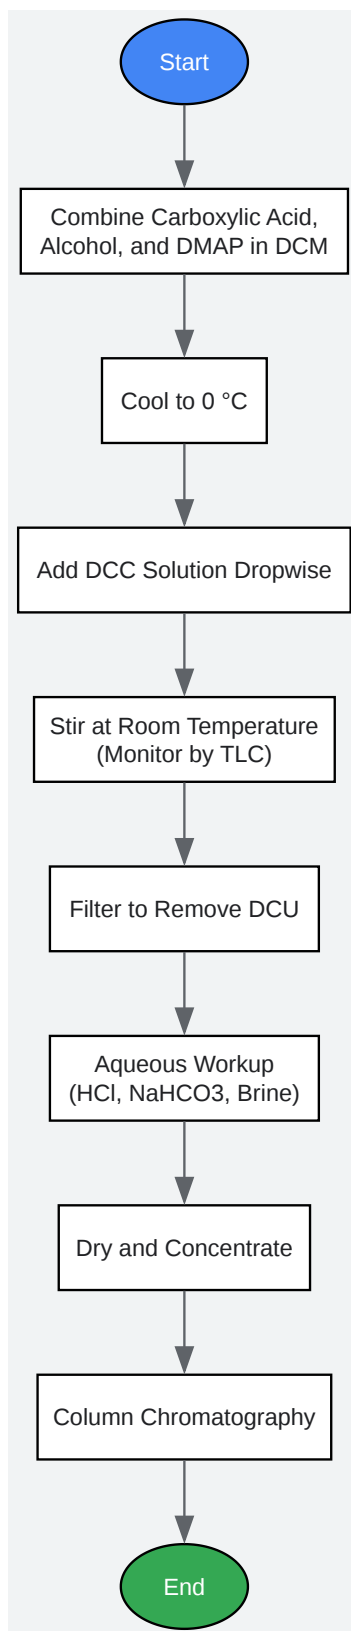 Start
Combine Carboxylic Acid,
Alcohol, and DMAP in DCM
Cool to 0 °C
Add DCC Solution Dropwise
Stir at Room Temperature
(Monitor by TLC)
Filter to Remove DCU
Aqueous Workup
(HCl, NaHCO3, Brine)
Dry and Concentrate
Column Chromatography
End